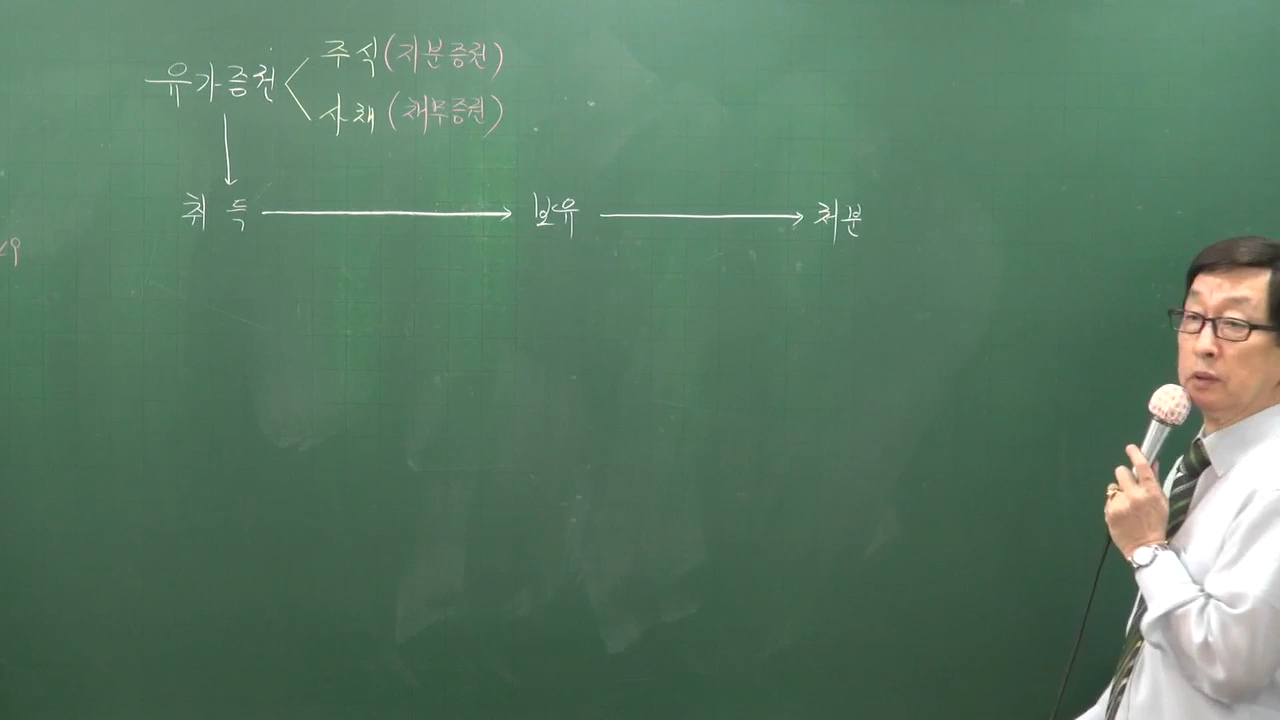 유가증권
주식(지분증권)
사채(채무증권)
취득 → 보유 → 처분